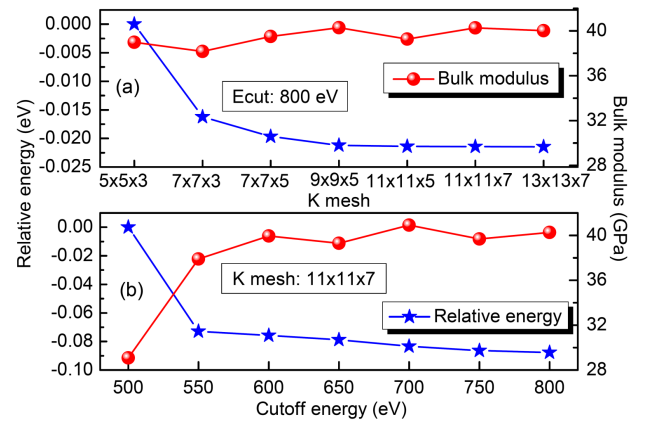 0.000
-0.005
-0.010
-0.015
-0.020
-0.025
40
36
32
28
(a)
Bulk modulus
Ecut: 800 eV
5x5x3 7x7x3 7x7x5 9x9x5 11x11x5 11x11x7 13x13x7
K mesh
Relative energy (eV)
Bulk modulus (GPa)
0.00
-0.02
-0.04
-0.06
-0.08
-0.10
40
36
32
28
(b)
K mesh: 11x11x7
Relative energy
500 550 600 650 700 750 800
Cutoff energy (eV)